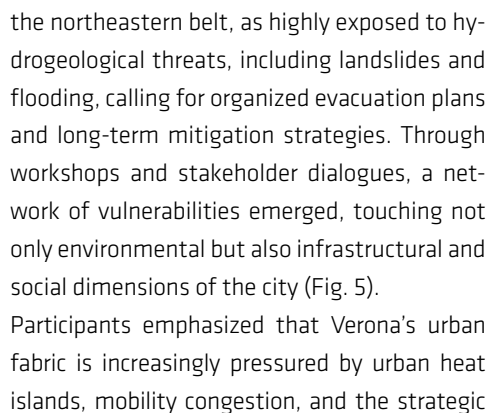 the northeastern belt, as highly exposed to hy-
drogeological threats, including landslides and
flooding, calling for organized evacuation plans
and long-term mitigation strategies. Through
workshops and stakeholder dialogues, a net-
work of vulnerabilities emerged, touching not
only environmental but also infrastructural and
social dimensions of the city (Fig. 5).
Participants emphasized that Verona's urban
fabric is increasingly pressured by urban heat
islands, mobility congestion, and the strategic